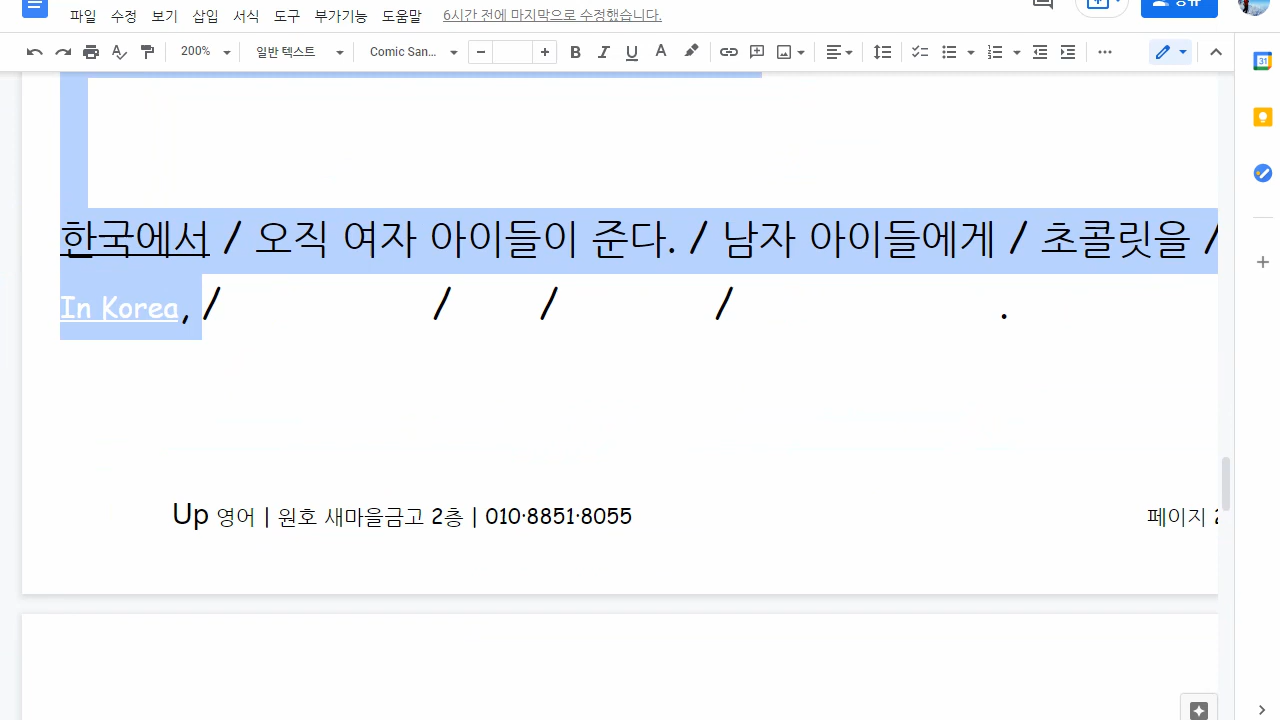 파일 수정 보기 삽입 서식 도구 부가기능 도움말 6시간 전에 마지막으로 수정했습니다.
200% 일반 텍스트 Comic San... − + B I U A
31
한국에서 / 오직 여자 아이들이 준다. / 남자 아이들에게 / 초콜릿을 /
In Korea, / / / / .
Up 영어 | 원호 새마을금고 2층 | 010·8851·8055 페이지